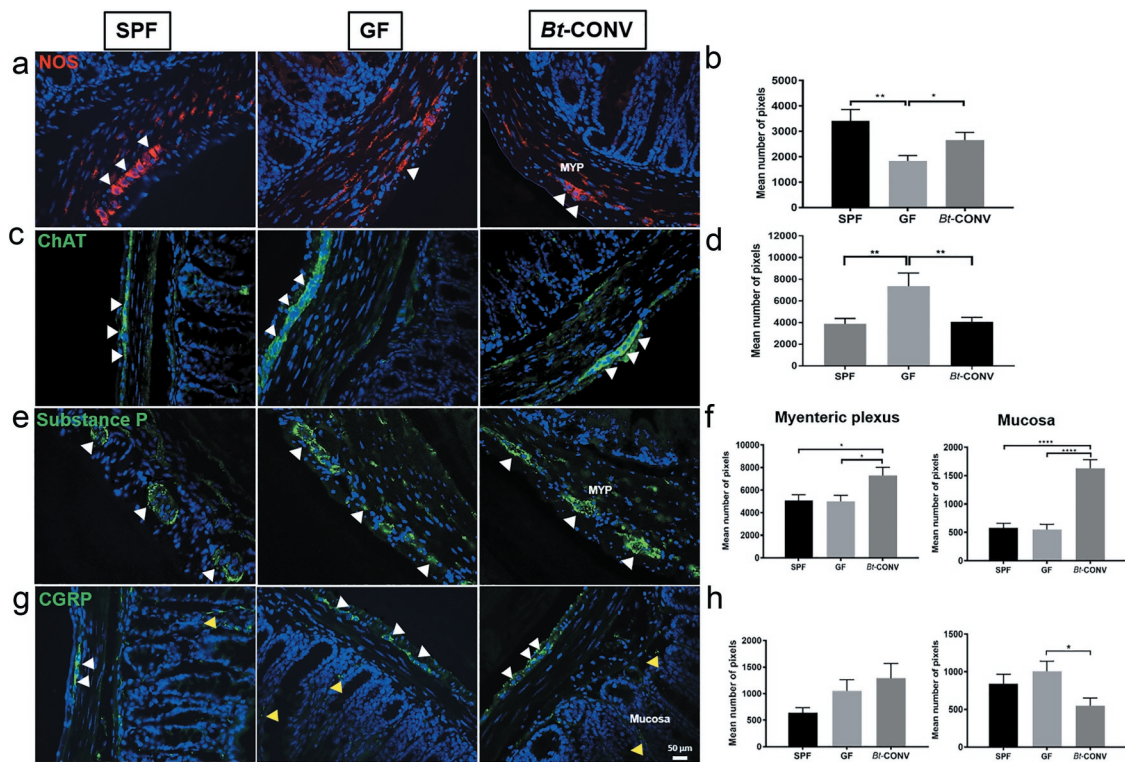 SPF GF Bt-CONV
a NOS MYP
b
Mean number of pixels
5000
4000
3000
2000
1000
0
** *
SPF GF Bt-CONV
c ChAT
d
Mean number of pixels
12000
10000
8000
6000
4000
2000
0
** **
SPF GF Bt-CONV
e Substance P MYP
f
Myenteric plexus
Mean number of pixels
10000
8000
6000
4000
2000
0
*
*
SPF GF Bt-CONV
Mucosa
Mean number of pixels
2000
1500
1000
500
0
****
****
SPF GF Bt-CONV
g CGRP
Mucosa
50 µm
h
Mean number of pixels
2000
1500
1000
500
0
SPF GF Bt-CONV
Mean number of pixels
1500
1000
500
0
*
SPF GF Bt-CONV